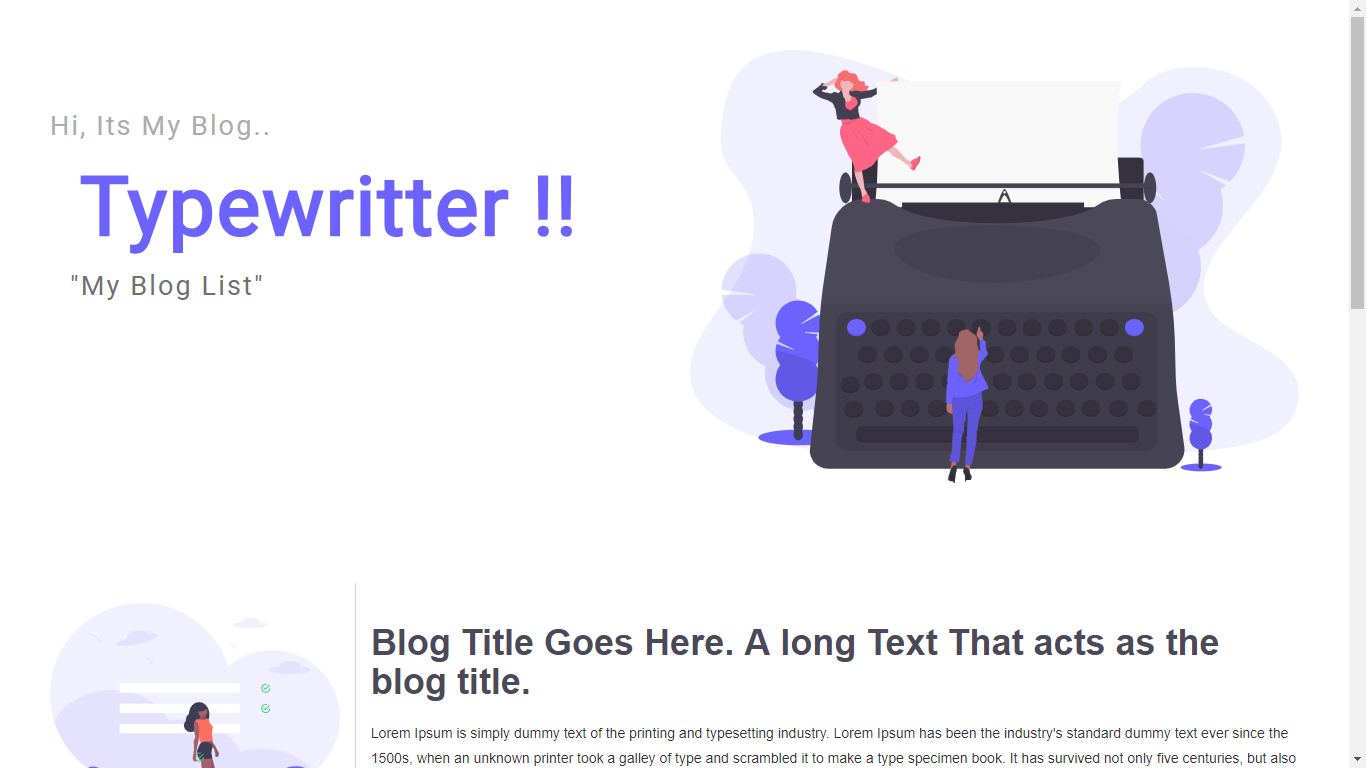 Hi, Its My Blog..
Typewritter !!
"My Blog List"
Blog Title Goes Here. A long Text That acts as the
blog title.
Lorem Ipsum is simply dummy text of the printing and typesetting industry. Lorem Ipsum has been the industry's standard dummy text ever since the
1500s, when an unknown printer took a galley of type and scrambled it to make a type specimen book. It has survived not only five centuries, but also